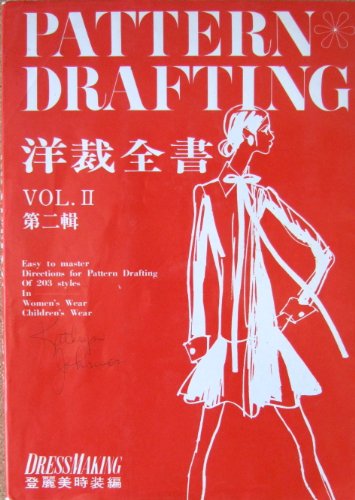 PATTERN
DRAFTING
洋裁全書
VOL. II
第二輯
Easy to master
Directions for Pattern Drafting
Of 203 styles
In
Women's Wear
Children's Wear
Kathryn
DRESSMAKING
登麗美時装編